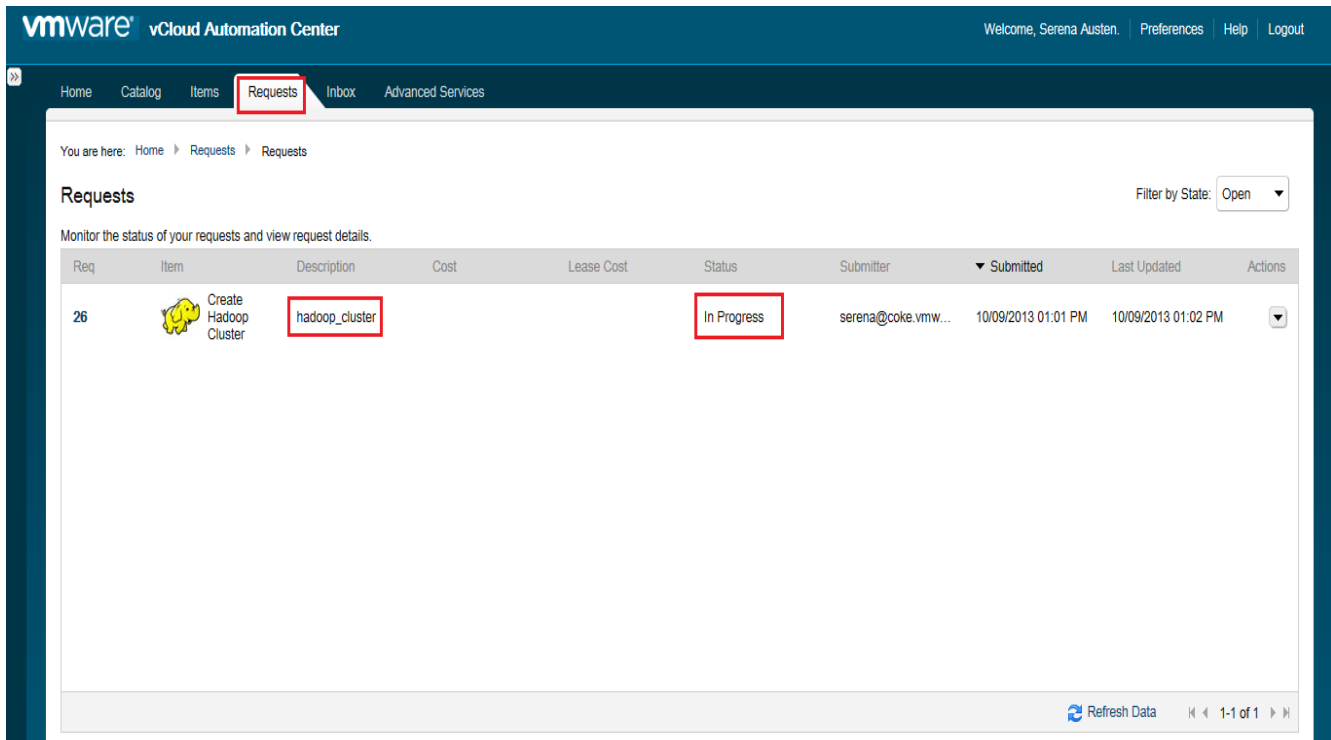 vmware® vCloud Automation Center
Welcome, Serena Austen. Preferences Help Logout
Home Catalog Items Requests Inbox Advanced Services
You are here: Home Requests Requests
Requests
Filter by State: Open
Monitor the status of your requests and view request details.
Req Item Description Cost Lease Cost Status Submitter Submitted Last Updated Actions
26 Create Hadoop Cluster hadoop_cluster In Progress serena@coke.vmw... 10/09/2013 01:01 PM 10/09/2013 01:02 PM
Refresh Data 1-1 of 1